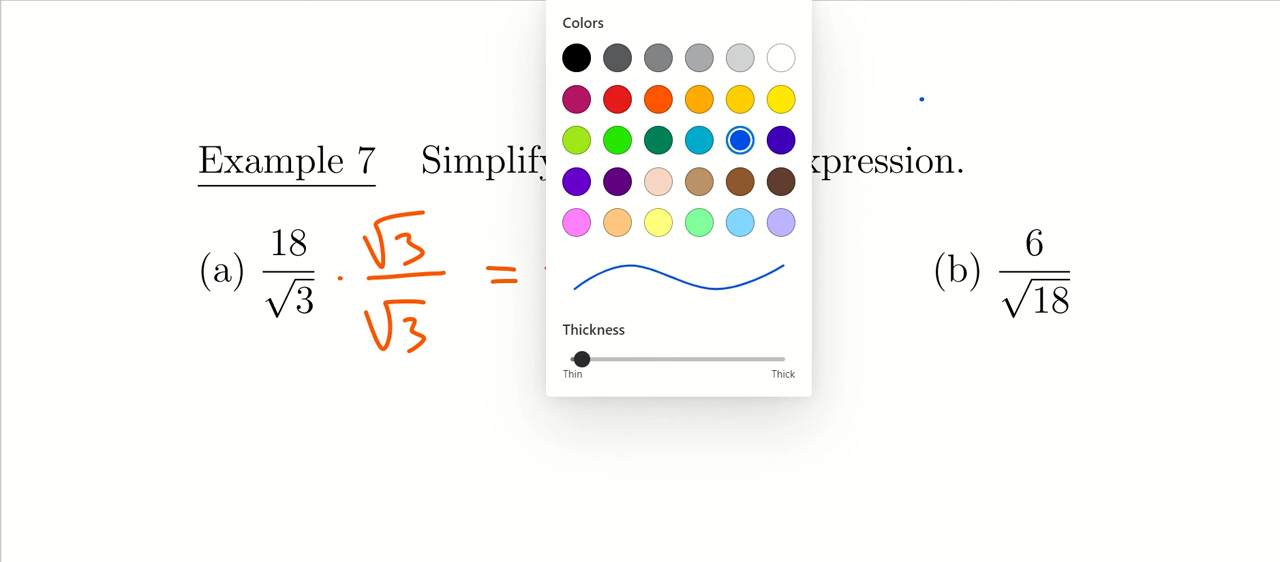 Colors
Example 7 Simplify xpression.
(a) 18/√3 · √3/√3 =
(b) 6/√18
Thickness
Thin Thick